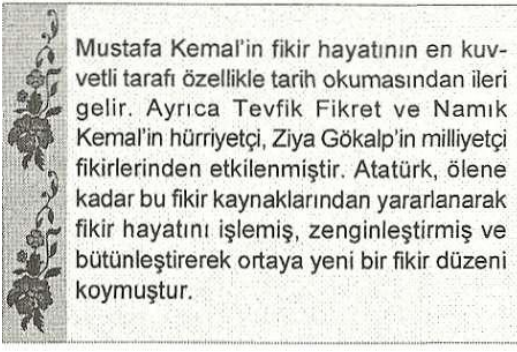 Mustafa Kemal'in fikir hayatının en kuv-
vetli tarafı özellikle tarih okumasından ileri
gelir. Ayrıca Tevfik Fikret ve Namık
Kemal'in hürriyetçi, Ziya Gökalp'in milliyetçi
fikirlerinden etkilenmiştir. Atatürk, ölene
kadar bu fikir kaynaklarından yararlanarak
fikir hayatını işlemiş, zenginleştirmiş ve
bütünleştirerek ortaya yeni bir fikir düzeni
koymuştur.